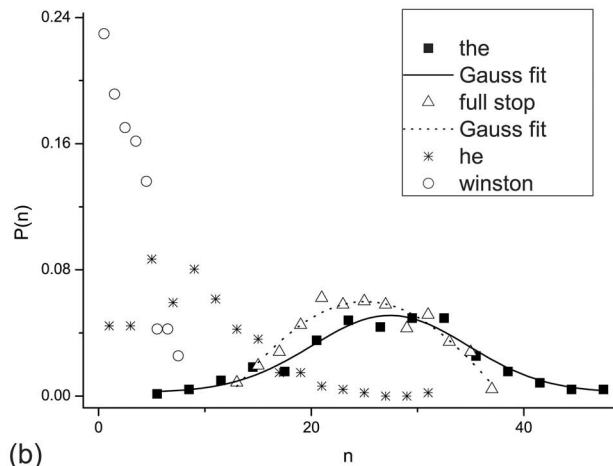 0.24
0.16
0.08
0.00
P(n)
the
Gauss fit
full stop
Gauss fit
he
winston
0
20
40
n
(b)